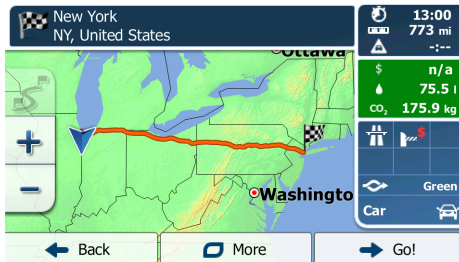 New York
NY, United States
13:00
773 mi
-:--
$ n/a
75.5 l
CO₂ 175.9 kg
$
Green
Car
Ottawa
Washingto
+
−
Back
More
Go!